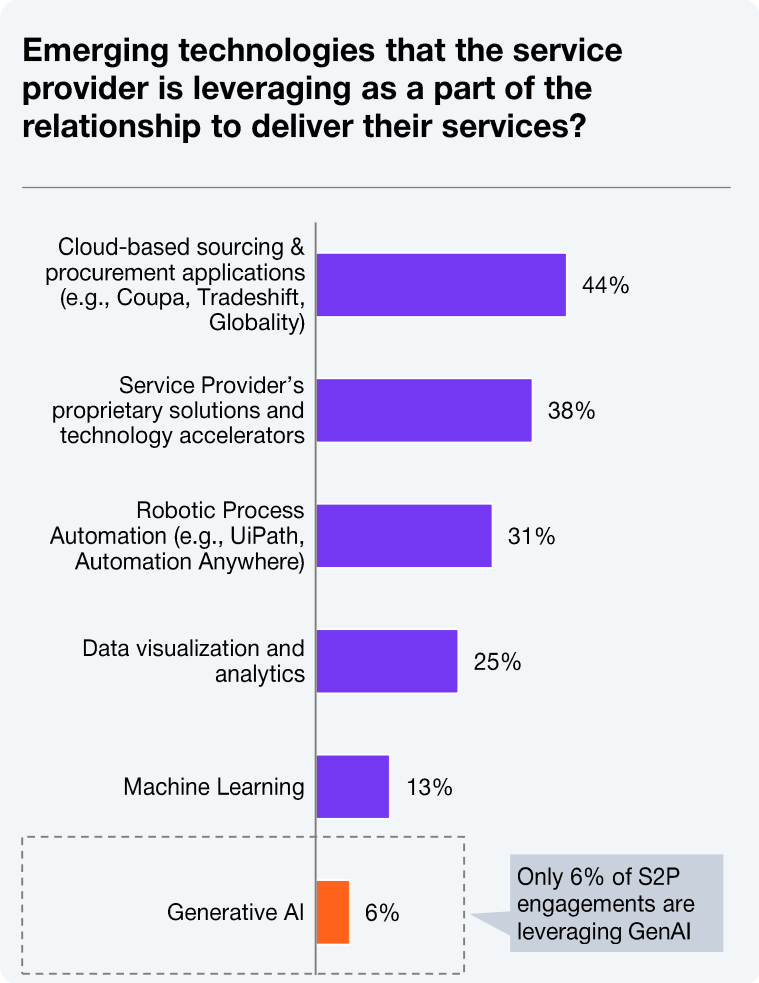 Emerging technologies that the service
provider is leveraging as a part of the
relationship to deliver their services?
Cloud-based sourcing &
procurement applications
(e.g., Coupa, Tradeshift,
Globality)
44%
Service Provider’s
proprietary solutions and
technology accelerators
38%
Robotic Process
Automation (e.g., UiPath,
Automation Anywhere)
31%
Data visualization and
analytics
25%
Machine Learning
13%
Generative AI
6%
Only 6% of S2P
engagements are
leveraging GenAI